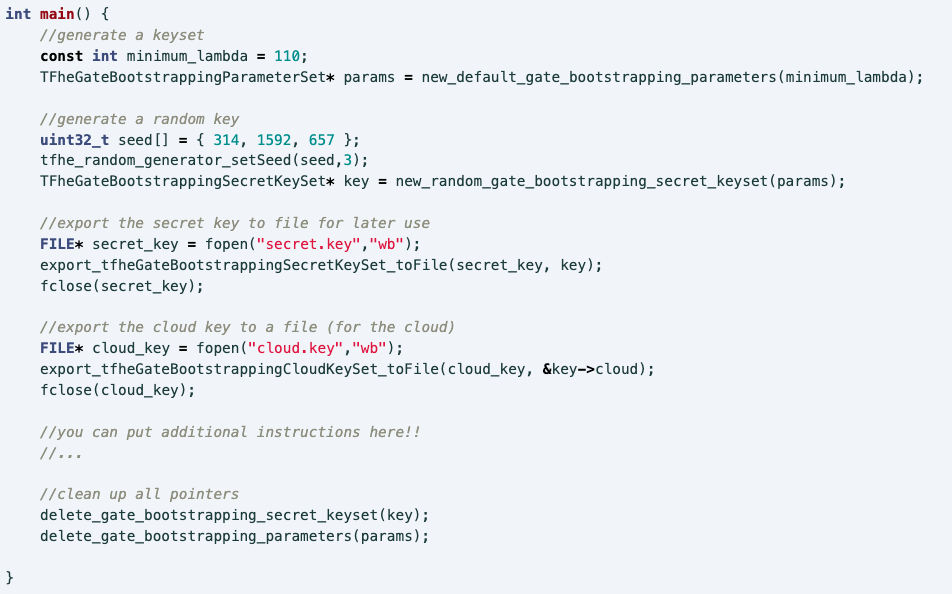 int main() {
//generate a keyset
const int minimum_lambda = 110;
TFheGateBootstrappingParameterSet* params = new_default_gate_bootstrapping_parameters(minimum_lambda);
//generate a random key
uint32_t seed[] = { 314, 1592, 657 };
tfhe_random_generator_setSeed(seed,3);
TFheGateBootstrappingSecretKeySet* key = new_random_gate_bootstrapping_secret_keyset(params);
//export the secret key to file for later use
FILE* secret_key = fopen("secret.key","wb");
export_tfheGateBootstrappingSecretKeySet_toFile(secret_key, key);
fclose(secret_key);
//export the cloud key to a file (for the cloud)
FILE* cloud_key = fopen("cloud.key","wb");
export_tfheGateBootstrappingCloudKeySet_toFile(cloud_key, &key->cloud);
fclose(cloud_key);
//you can put additional instructions here!!
//...
//clean up all pointers
delete_gate_bootstrapping_secret_keyset(key);
delete_gate_bootstrapping_parameters(params);
}